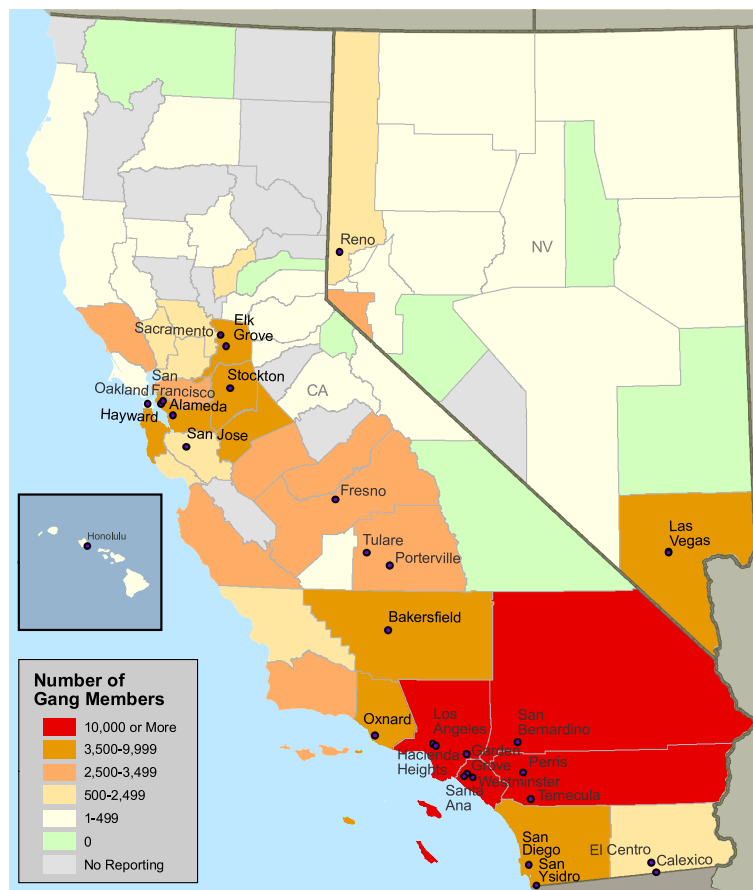 Reno
NV
Elk
Grove
Sacramento
Stockton
San
Francisco
Oakland
Alameda
Hayward
CA
San Jose
Fresno
Honolulu
Tulare
Porterville
Las
Vegas
Bakersfield
Number of
Gang Members
10,000 or More
3,500-9,999
2,500-3,499
500-2,499
1-499
0
No Reporting
Oxnard
Los
Angeles
San
Bernardino
Hacienda
Heights
Garden
Grove
Perris
Westminster
Santa
Ana
Temecula
San
Diego
San
Ysidro
El Centro
Calexico